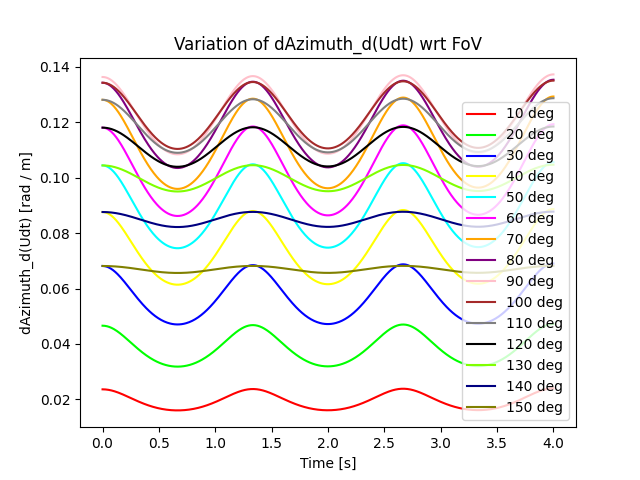 Variation of dAzimuth_d(Udt) wrt FoV
dAzimuth_d(Udt) [rad / m]
0.14
0.12
0.10
0.08
0.06
0.04
0.02
10 deg
20 deg
30 deg
40 deg
50 deg
60 deg
70 deg
80 deg
90 deg
100 deg
110 deg
120 deg
130 deg
140 deg
150 deg
0.0 0.5 1.0 1.5 2.0 2.5 3.0 3.5 4.0
Time [s]